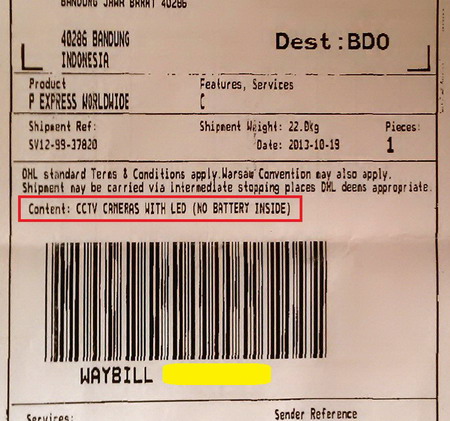 BANDUNG JAWA BARAT 40286
40286 BANDUNG
INDONESIA
Dest:BDO
Product
Features, Services
P EXPRESS WORLDWIDE
C
Shipment Ref:
Shipment Weight: 22.0kg
Pieces:
SV12-99-37820
Date: 2013-10-19
1
DHL standard Terms & Conditions apply.Warsaw Convention may also apply.
Shipment may be carried via intermediate stopping places DHL deems appropriate.
Content: CCTV CAMERAS WITH LED (NO BATTERY INSIDE)
WAYBILL
Services:
Sender Reference